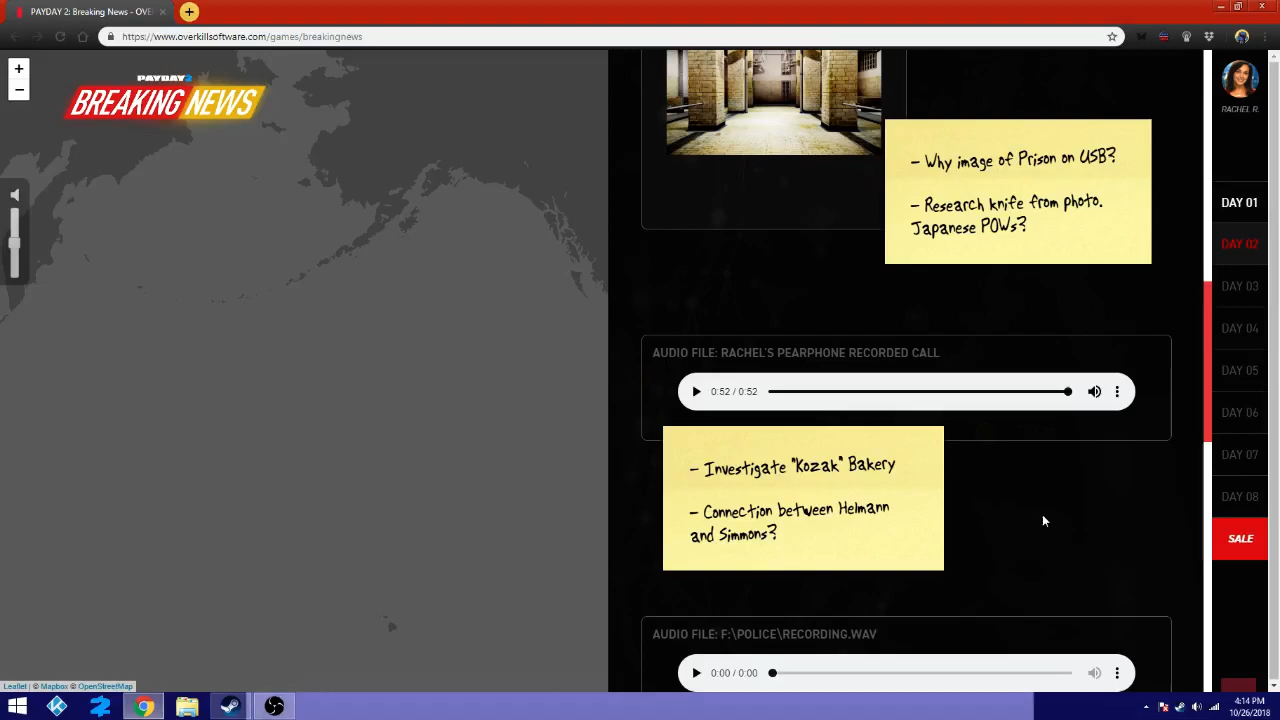 PAYDAY 2: Breaking News - OVE
https://www.overkillsoftware.com/games/breakingnews
+
−
PAYDAY 2
BREAKING NEWS
RACHEL R.
- Why image of Prison on USB?
- Research knife from photo.
Japanese POWs?
DAY 01
DAY 02
DAY 03
DAY 04
DAY 05
DAY 06
DAY 07
DAY 08
SALE
AUDIO FILE: RACHEL'S PEARPHONE RECORDED CALL
0:52 / 0:52
- Investigate "Kozak" Bakery
- Connection between Helmann
and Simmons?
AUDIO FILE: F:\POLICE\RECORDING.WAV
0:00 / 0:00
Leaflet | © Mapbox © OpenStreetMap
4:14 PM
10/26/2018